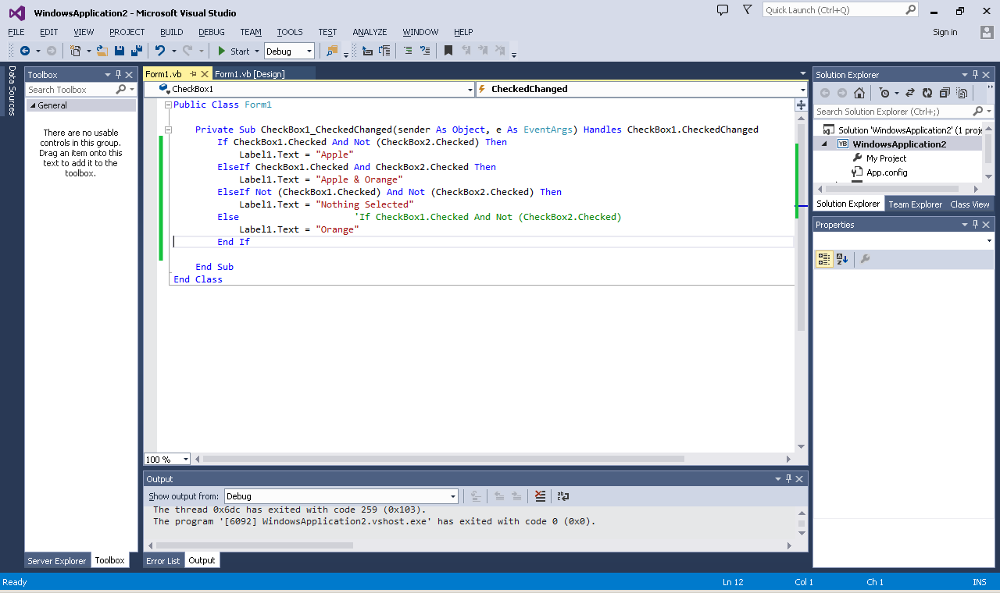 WindowsApplication2 - Microsoft Visual Studio
Quick Launch (Ctrl+Q)
FILE EDIT VIEW PROJECT BUILD DEBUG TEAM TOOLS TEST ANALYZE WINDOW HELP
Sign in
Start
Debug
Data Sources
Toolbox
Search Toolbox
General
There are no usable
controls in this group.
Drag an item onto this
text to add it to the
toolbox.
Server Explorer
Toolbox
Form1.vb
Form1.vb [Design]
CheckBox1
CheckedChanged
Public Class Form1
Private Sub CheckBox1_CheckedChanged(sender As Object, e As EventArgs) Handles CheckBox1.CheckedChanged
If CheckBox1.Checked And Not (CheckBox2.Checked) Then
Label1.Text = "Apple"
ElseIf CheckBox1.Checked And CheckBox2.Checked Then
Label1.Text = "Apple & Orange"
ElseIf Not (CheckBox1.Checked) And Not (CheckBox2.Checked) Then
Label1.Text = "Nothing Selected"
Else 'If CheckBox1.Checked And Not (CheckBox2.Checked)
Label1.Text = "Orange"
End If
End Sub
End Class
100 %
Output
Show output from: Debug
The thread 0x6dc has exited with code 259 (0x103).
The program '[6092] WindowsApplication2.vshost.exe' has exited with code 0 (0x0).
Error List
Output
Solution Explorer
Search Solution Explorer (Ctrl+;)
Solution 'WindowsApplication2' (1 proje
VB WindowsApplication2
My Project
App.config
Solution Explorer
Team Explorer
Class View
Properties
Ready
Ln 12
Col 1
Ch 1
INS